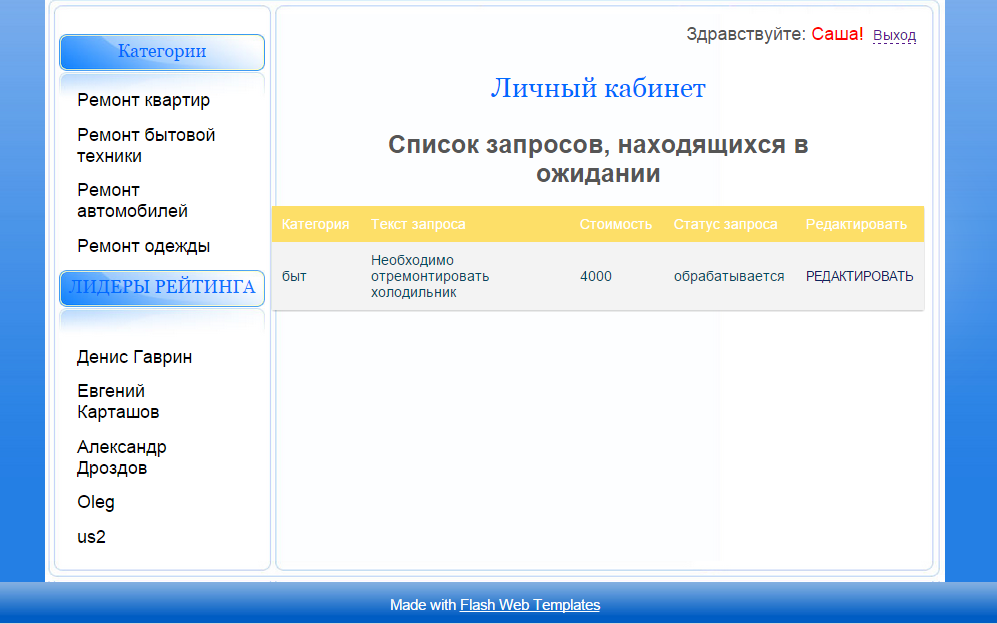 Категории
Ремонт квартир
Ремонт бытовой
техники
Ремонт
автомобилей
Ремонт одежды
ЛИДЕРЫ РЕЙТИНГА
Денис Гаврин
Евгений
Карташов
Александр
Дроздов
Oleg
us2
Здравствуйте: Саша! Выход
Личный кабинет
Список запросов, находящихся в
ожидании
Категория Текст запроса Стоимость Статус запроса Редактировать
быт Необходимо
отремонтировать 4000 обрабатывается РЕДАКТИРОВАТЬ
холодильник
Made with Flash Web Templates